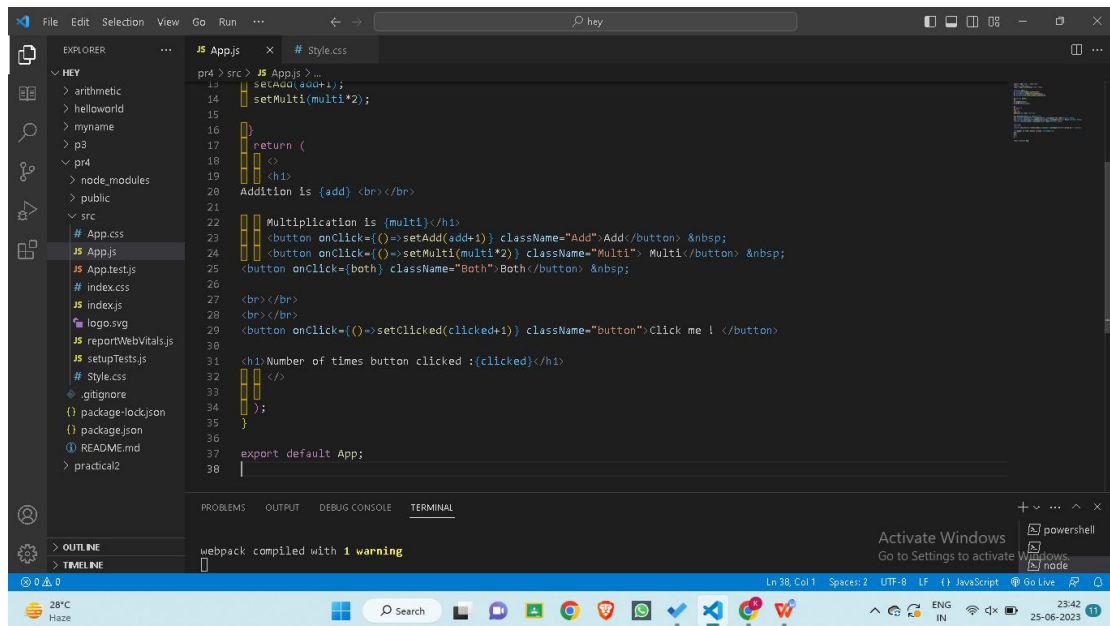 File Edit Selection View Go Run ··· hey
EXPLORER ···
HEY
arithmetic
helloworld
myname
p3
pr4
node_modules
public
src
# App.css
JS App.js
JS App.test.js
# index.css
JS index.js
logo.svg
JS reportWebVitals.js
JS setupTests.js
# Style.css
.gitignore
{} package-lock.json
{} package.json
README.md
practical2
OUTLINE
TIMELINE
JS App.js × # Style.css
pr4 > src > JS App.js > ...
13 setAdd(add+1);
14 setMulti(multi*2);
15
16 }
17 return (
18 <>
19 <h1>
20 Addition is {add} <br></br>
21
22 Multiplication is {multi}</h1>
23 <button onClick={()=>setAdd(add+1)} className="Add">Add</button> &nbsp;
24 <button onClick={()=>setMulti(multi*2)} className="Multi"> Multi</button> &nbsp;
25 <button onClick={both} className="Both">Both</button> &nbsp;
26
27 <br></br>
28 <br></br>
29 <button onClick={()=>setClicked(clicked+1)} className="button">Click me ! </button>
30
31 <h1>Number of times button clicked :{clicked}</h1>
32 </>
33
34 );
35 }
36
37 export default App;
38
PROBLEMS OUTPUT DEBUG CONSOLE TERMINAL
webpack compiled with 1 warning
powershell
node
Activate Windows
Go to Settings to activate Windows.
0 0 Ln 38, Col 1 Spaces: 2 UTF-8 LF {} JavaScript Go Live
28°C
Haze
Search
ENG
IN
23:42
25-06-2023
11